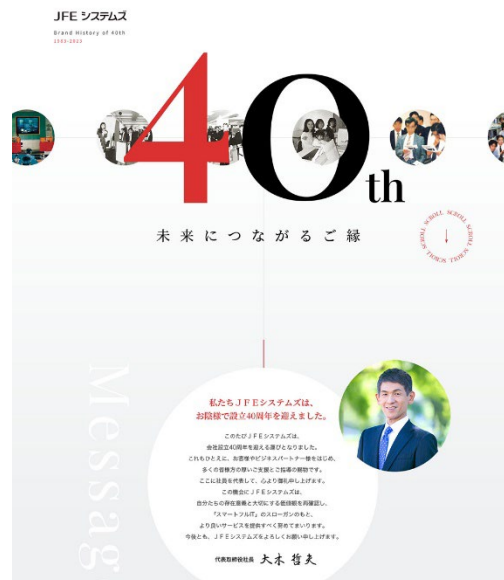 JFE システムズ
Brand History of 40th
1983-2023
40th
未来につながるご縁
SCROLL SCROLL SCROLL SCROLL SCROLL
Message
私たちＪＦＥシステムズは、
お陰様で設立40周年を迎えました。
このたびＪＦＥシステムズは、
会社設立40周年を迎える運びとなりました。
これもひとえに、お客様やビジネスパートナー様をはじめ、
多くの皆様方の厚いご支援とご指導の賜物です。
ここに社員を代表して、心より御礼申し上げます。
この機会にＪＦＥシステムズは、
自分たちの存在意義と大切にする価値観を再確認し、
「スマートフルIT」のスローガンのもと、
より良いサービスを提供すべく努めてまいります。
今後とも、ＪＦＥシステムズをよろしくお願い申し上げます。
代表取締役社長 大木 哲夫